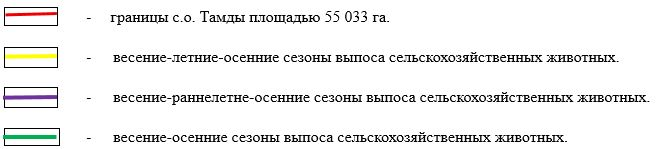 - границы с.о. Тамды площадью 55 033 га.
- весение-летние-осенние сезоны выпоса сельскохозяйственных животных.
- весение-раннелетне-осенние сезоны выпоса сельскохозяйственных животных.
- весение-осенние сезоны выпоса сельскохозяйственных животных.